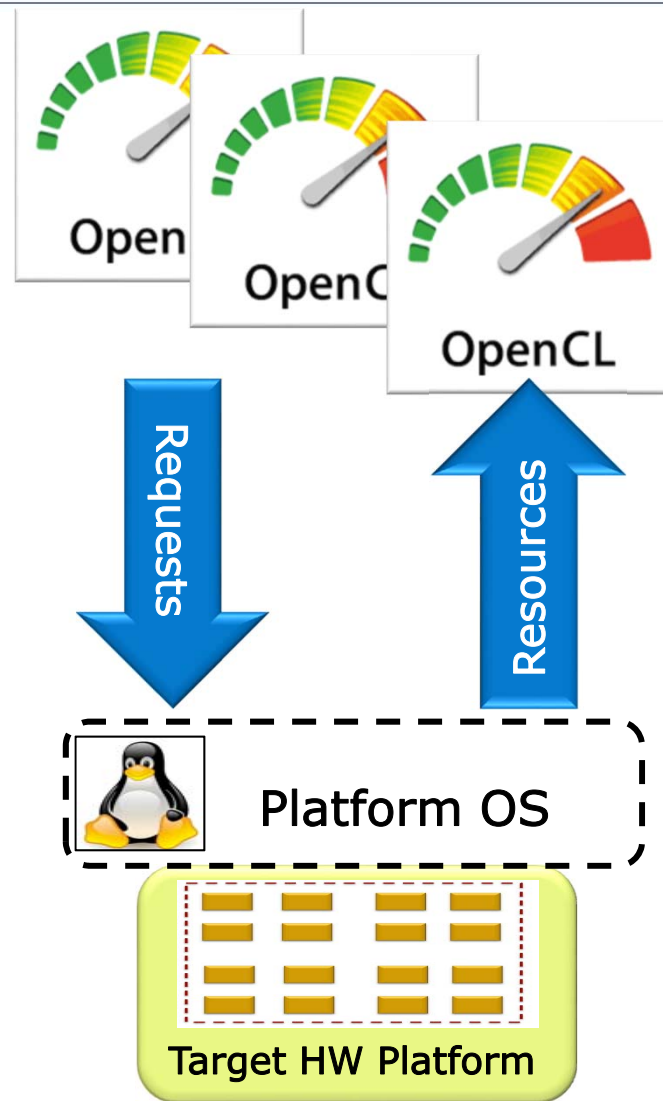 Open
OpenC
OpenCL
Requests
Resources
Platform OS
Target HW Platform